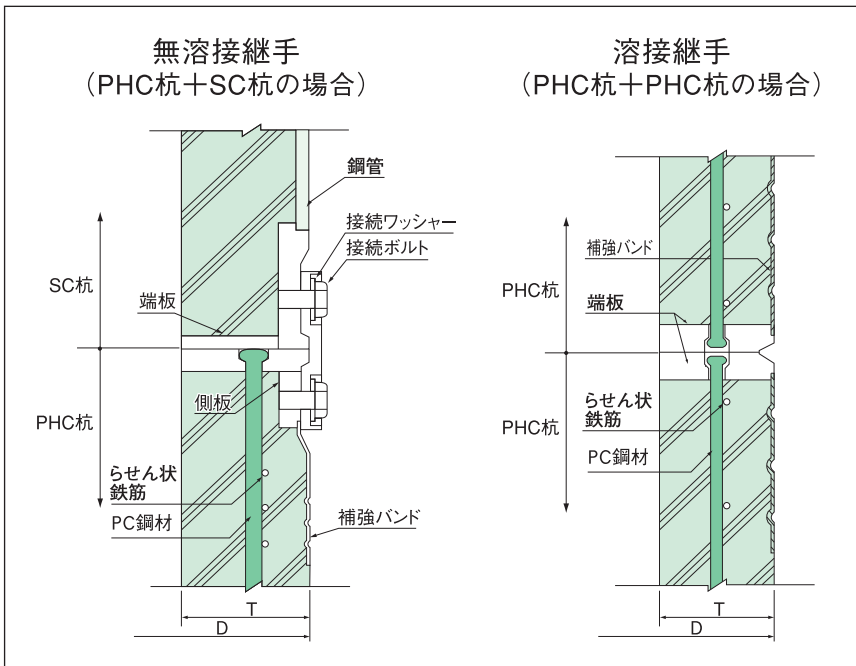 無溶接継手
（PHC杭＋SC杭の場合）
鋼管
接続ワッシャー
接続ボルト
SC杭
端板
PHC杭
側板
らせん状
鉄筋
PC鋼材
補強バンド
T
D
溶接継手
（PHC杭＋PHC杭の場合）
補強バンド
PHC杭
端板
PHC杭
らせん状
鉄筋
PC鋼材
T
D